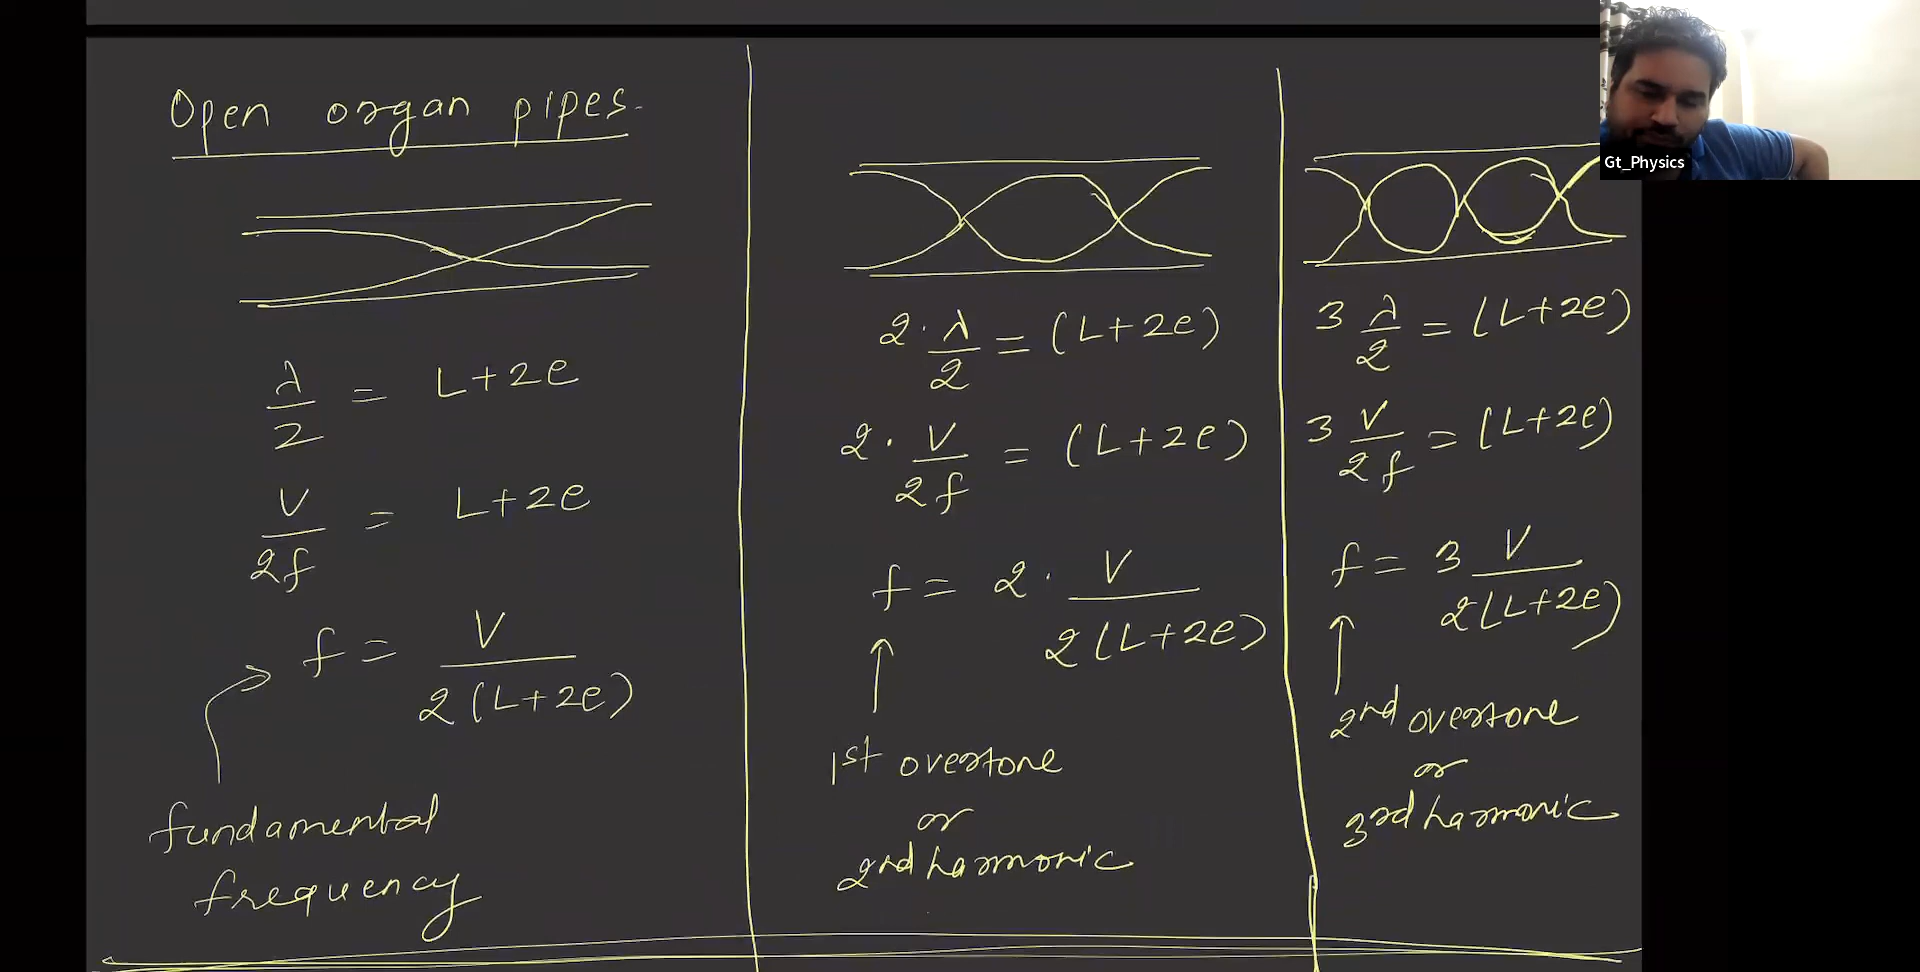 Open organ pipes.
λ/2 = L+2e
V/2f = L+2e
f = V/2(L+2e)
fundamental
frequency
2·λ/2 = (L+2e)
2·V/2f = (L+2e)
f = 2·V/2(L+2e)
1st overtone
or
2nd harmonic
3 λ/2 = (L+2e)
3 V/2f = (L+2e)
f = 3 V/2(L+2e)
2nd overtone
or
3rd harmonic
Gt_Physics